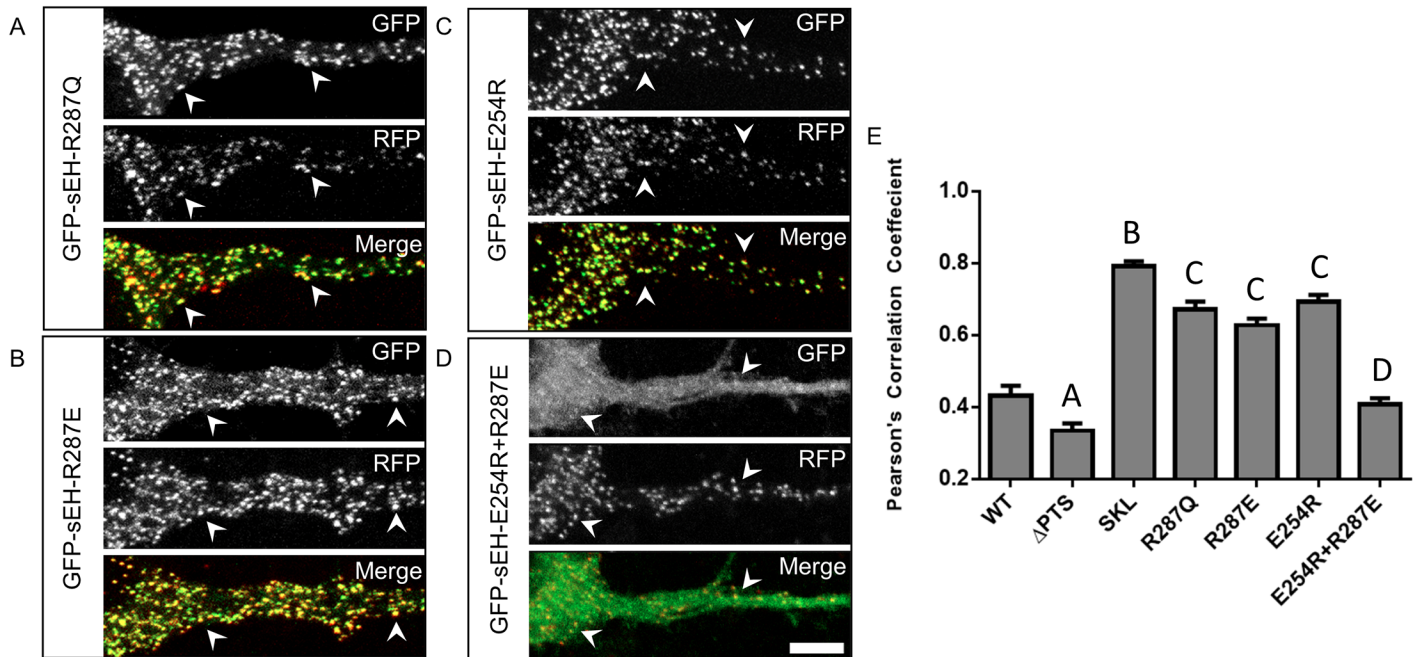 A
GFP-sEH-R287Q
GFP
RFP
Merge
B
GFP-sEH-R287E
GFP
RFP
Merge
C
GFP-sEH-E254R
GFP
RFP
Merge
D
GFP-sEH-E254R+R287E
GFP
RFP
Merge
E
Pearson's Correlation Coeffecient
1.0
0.8
0.6
0.4
0.2
A
B
C
C
C
D
WT
ΔPTS
SKL
R287Q
R287E
E254R
E254R+R287E